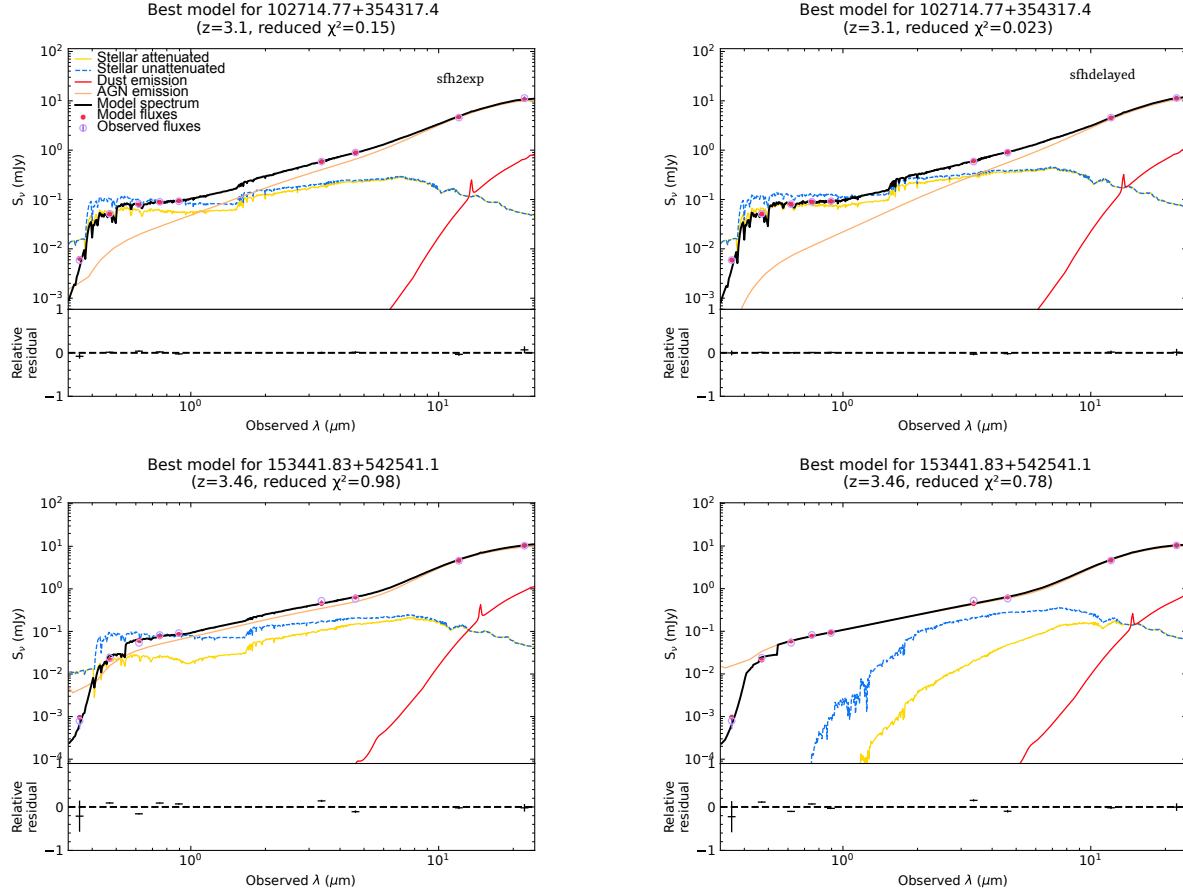 Best model for 102714.77+354317.4
(z=3.1, reduced χ²=0.15)
Stellar attenuated
Stellar unattenuated
Dust emission
AGN emission
Model spectrum
Model fluxes
Observed fluxes
sfh2exp
10²
10¹
10⁰
10⁻¹
10⁻²
10⁻³
S_ν (mJy)
1
0
−1
Relative
residual
10⁰
10¹
Observed λ (μm)
Best model for 102714.77+354317.4
(z=3.1, reduced χ²=0.023)
sfhdelayed
10²
10¹
10⁰
10⁻¹
10⁻²
10⁻³
S_ν (mJy)
1
0
−1
Relative
residual
10⁰
10¹
Observed λ (μm)
Best model for 153441.83+542541.1
(z=3.46, reduced χ²=0.98)
10²
10¹
10⁰
10⁻¹
10⁻²
10⁻³
10⁻⁴
S_ν (mJy)
1
0
−1
Relative
residual
10⁰
10¹
Observed λ (μm)
Best model for 153441.83+542541.1
(z=3.46, reduced χ²=0.78)
10²
10¹
10⁰
10⁻¹
10⁻²
10⁻³
10⁻⁴
S_ν (mJy)
1
0
−1
Relative
residual
10⁰
10¹
Observed λ (μm)